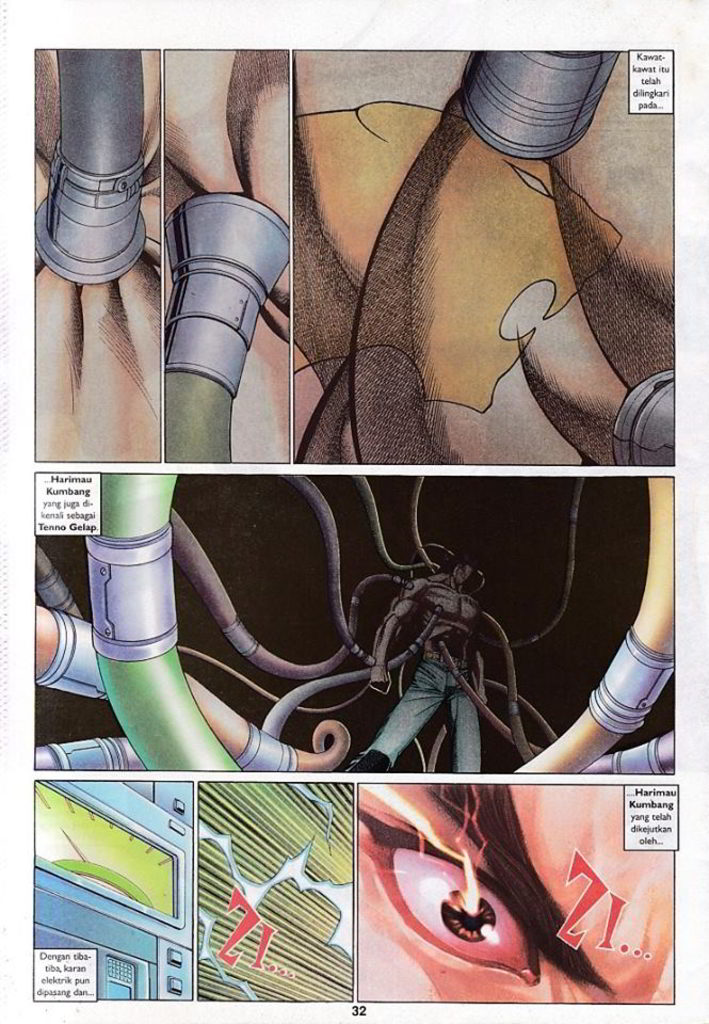 Kawat-
kawat itu
telah
dilingkari
pada...
...Harimau
Kumbang
yang juga di-
kenali sebagai
Tenno Gelap.
Dengan tiba-
tiba, karan
elektrik pun
dipasang dan...
ZI...
....Harimau
Kumbang
yang telah
dikejutkan
oleh...
ZI...
32